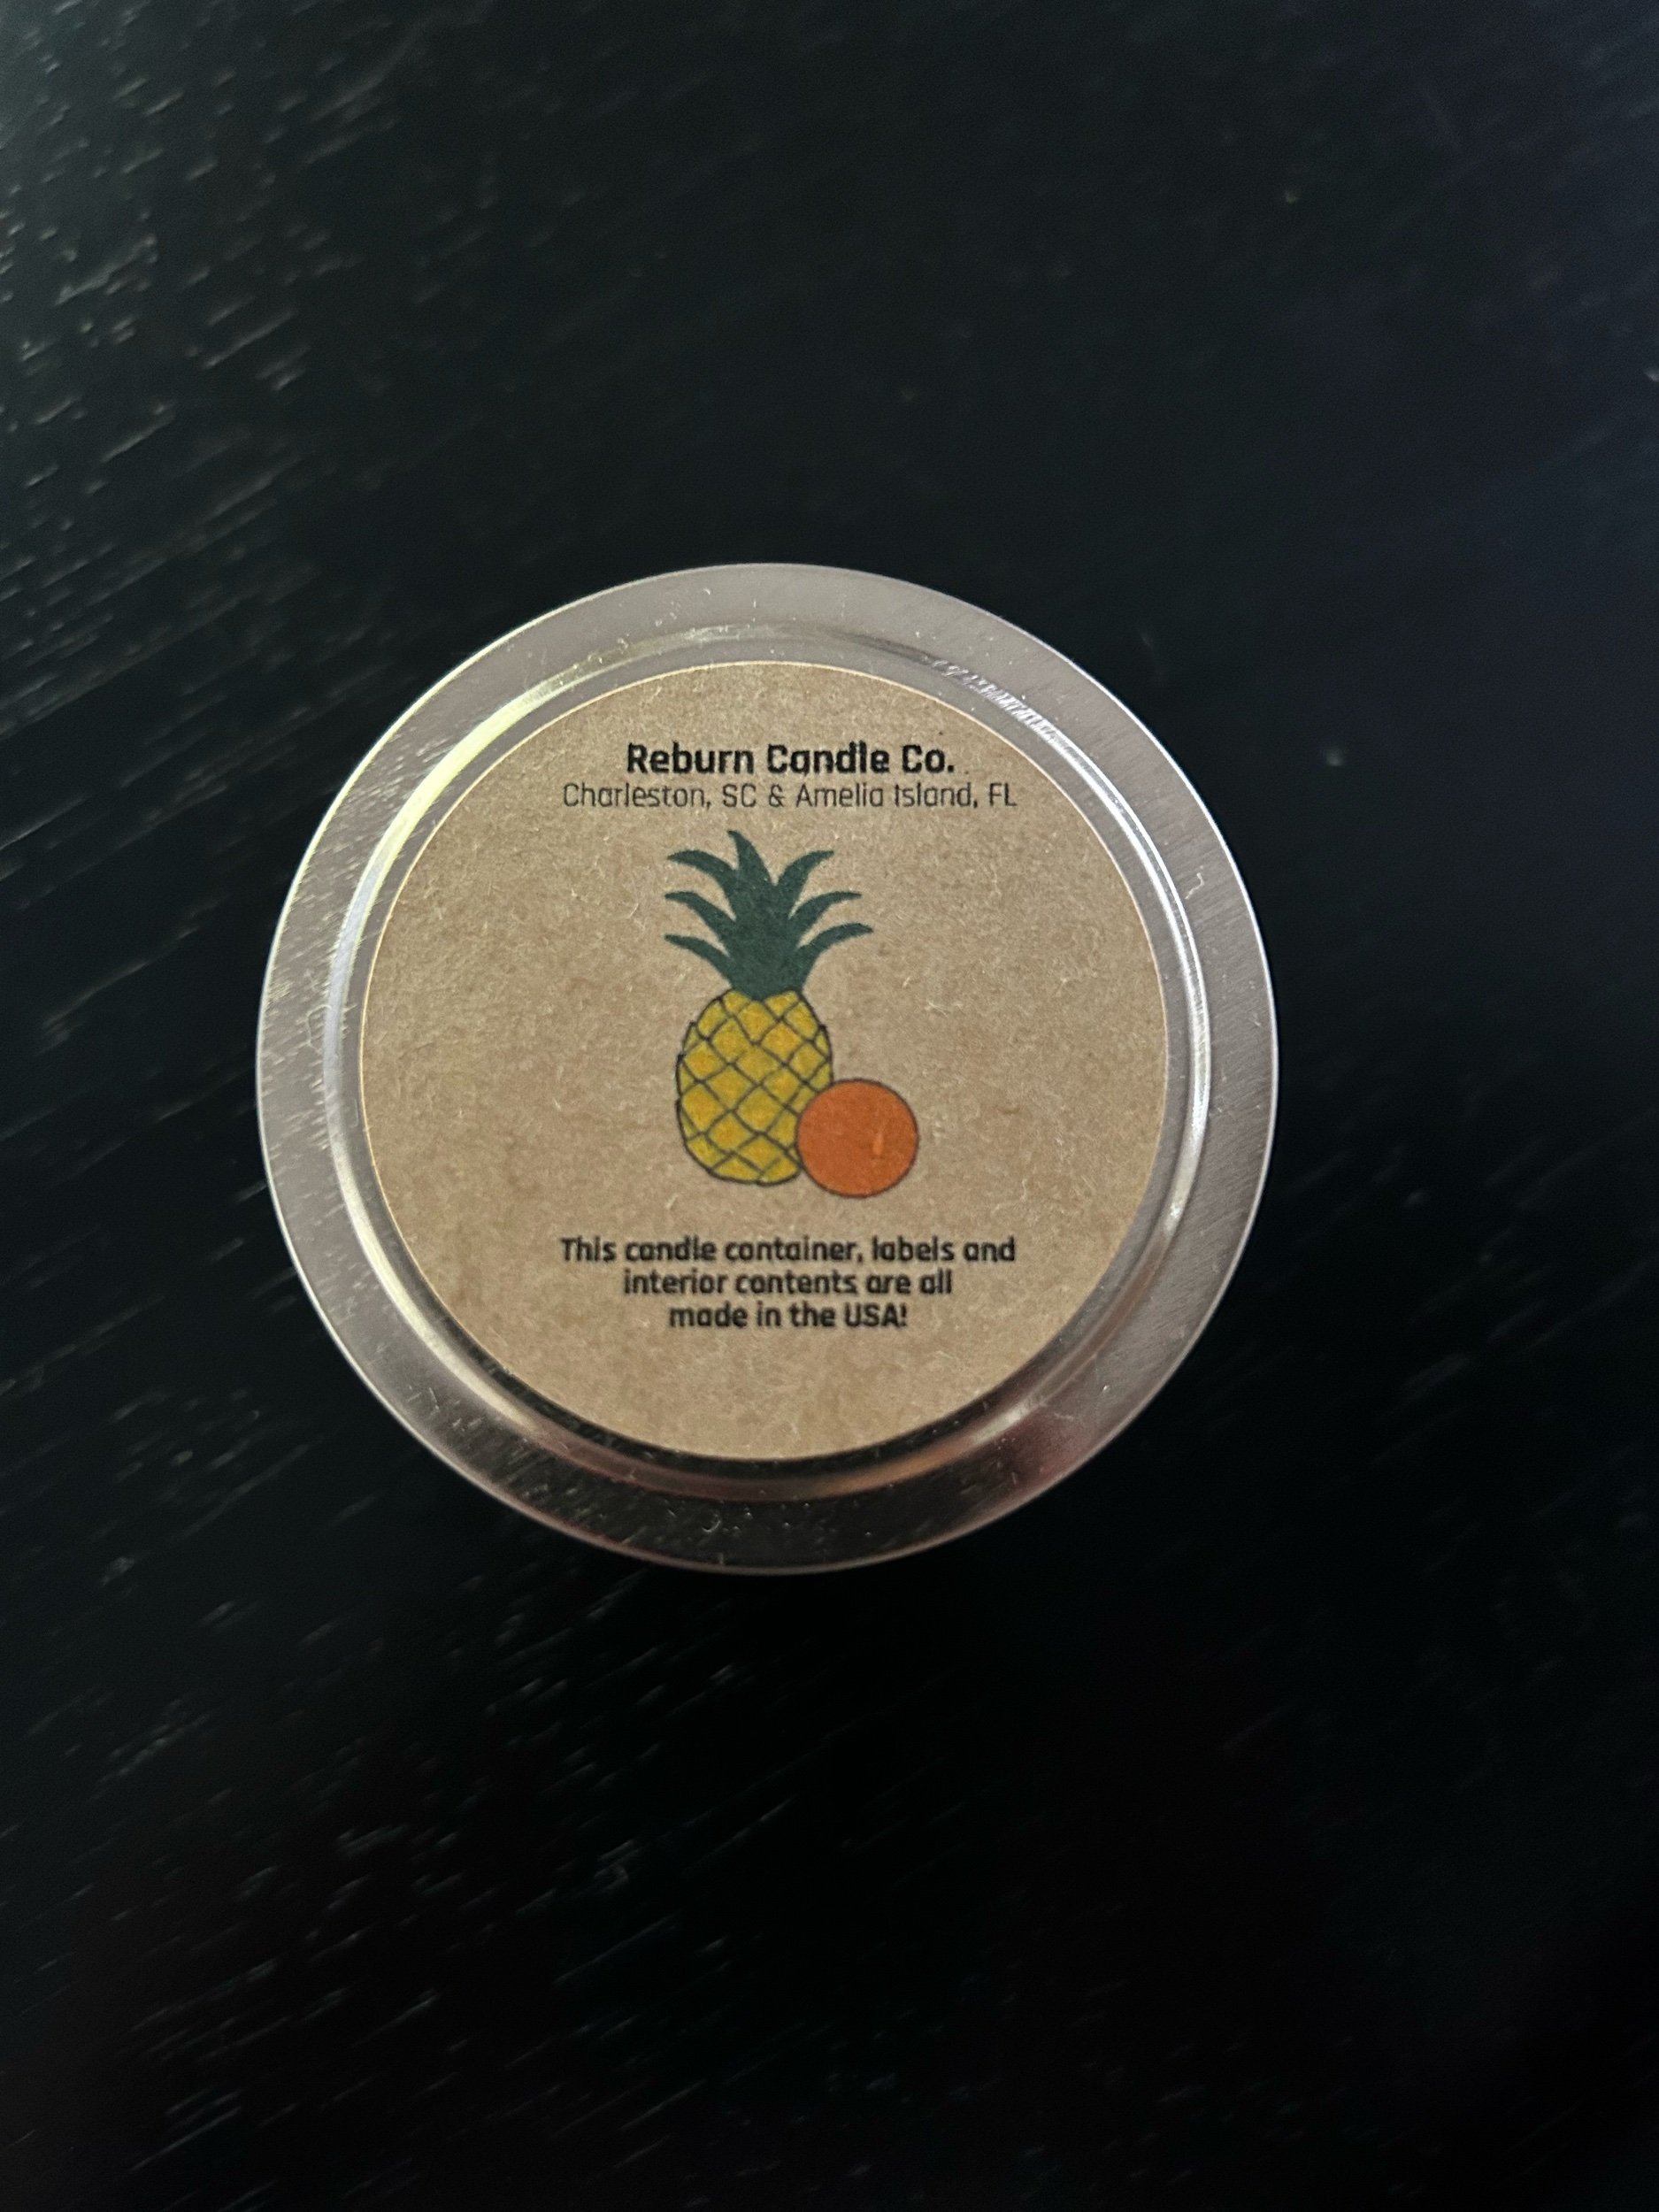 Reburn Candle Co.
Charleston, SC & Amelia Island, FL
This candle container, labels and
interior contents are all
made in the USA!